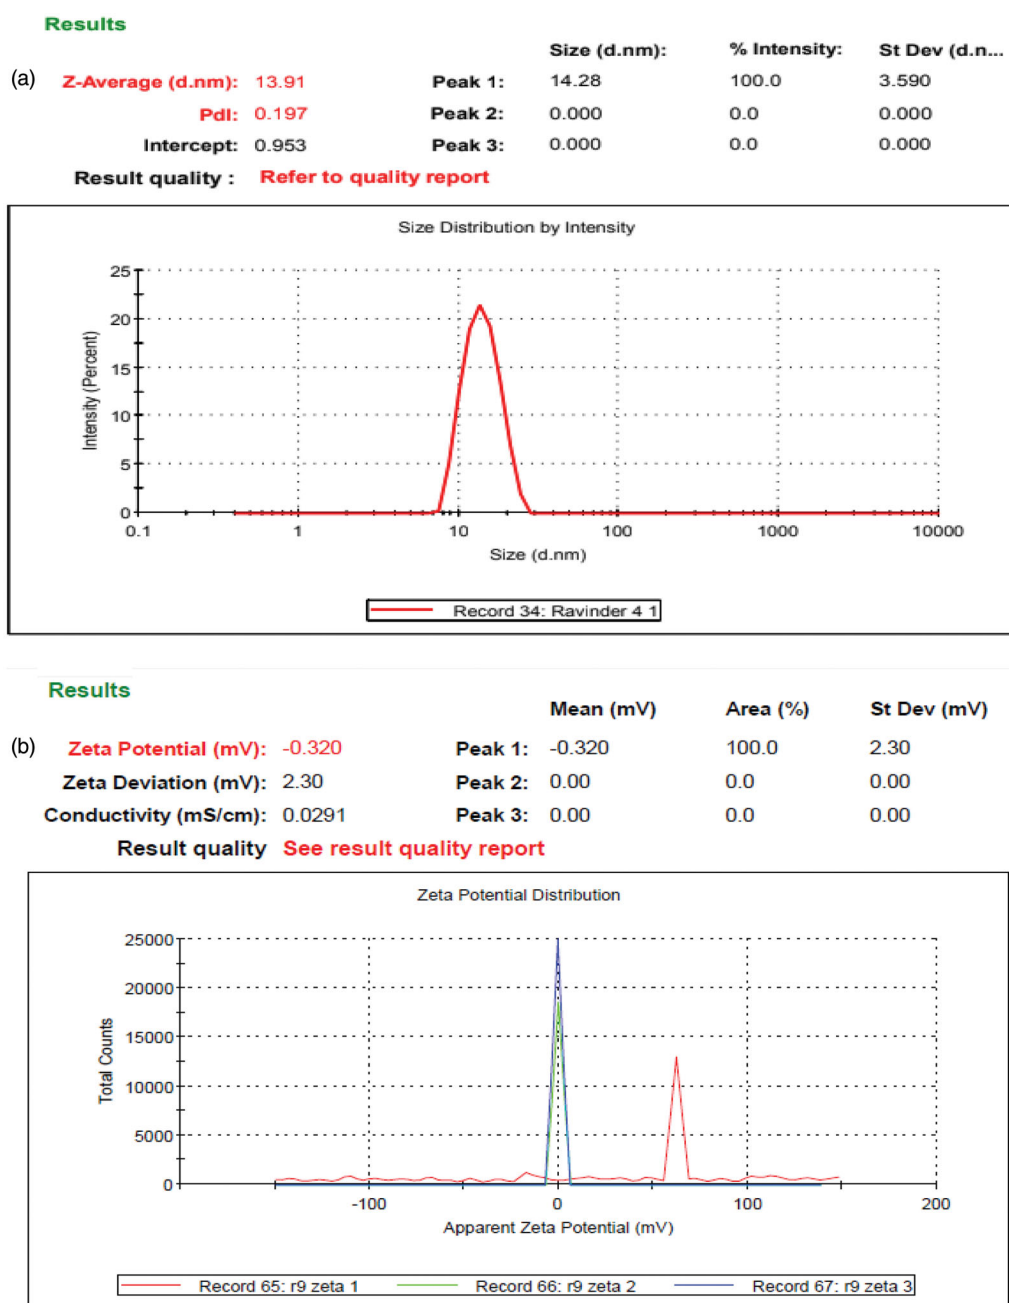 Results
Size (d.nm): % Intensity: St Dev (d.n...
(a) Z-Average (d.nm): 13.91 Peak 1: 14.28 100.0 3.590
PdI: 0.197 Peak 2: 0.000 0.0 0.000
Intercept: 0.953 Peak 3: 0.000 0.0 0.000
Result quality : Refer to quality report
Size Distribution by Intensity
25
20
15
10
5
0
Intensity (Percent)
0.1 1 10 100 1000 10000
Size (d.nm)
Record 34: Ravinder 4 1
Results
Mean (mV) Area (%) St Dev (mV)
(b) Zeta Potential (mV): -0.320 Peak 1: -0.320 100.0 2.30
Zeta Deviation (mV): 2.30 Peak 2: 0.00 0.0 0.00
Conductivity (mS/cm): 0.0291 Peak 3: 0.00 0.0 0.00
Result quality See result quality report
Zeta Potential Distribution
25000
20000
15000
10000
5000
0
Total Counts
-100 0 100 200
Apparent Zeta Potential (mV)
Record 65: r9 zeta 1 Record 66: r9 zeta 2 Record 67: r9 zeta 3